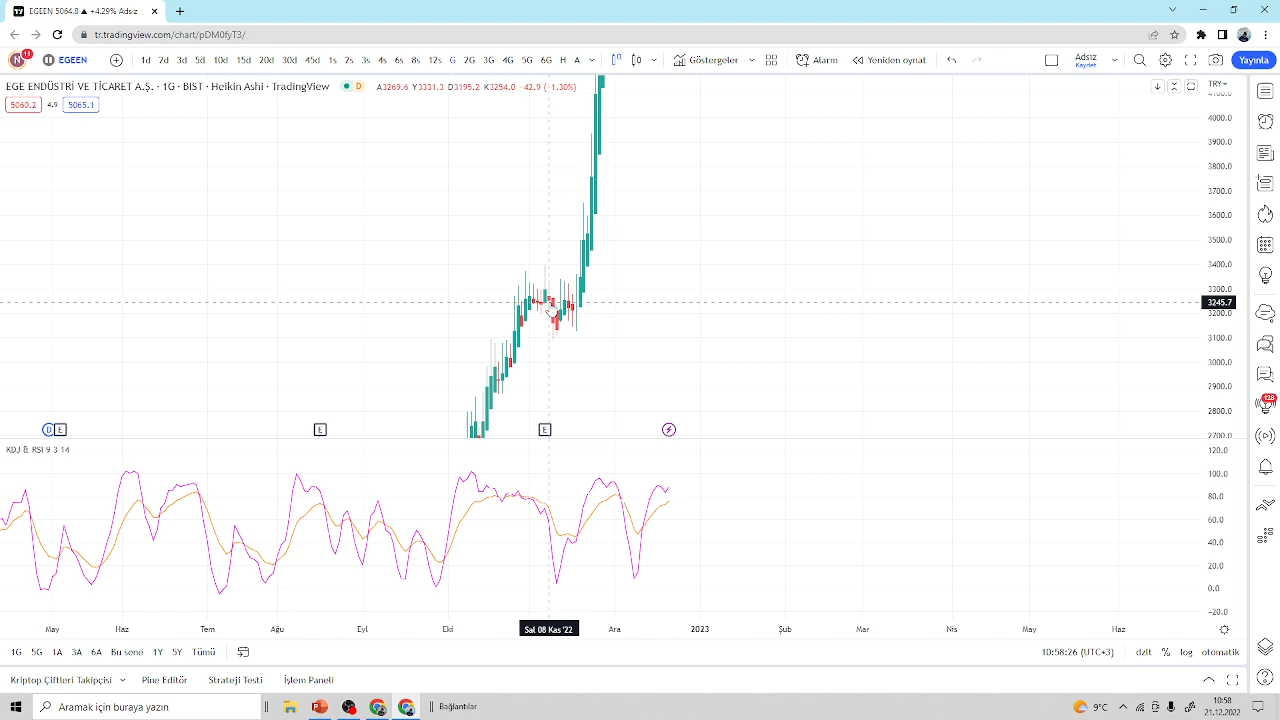 EGEEN 5064.8 ▲ +4.29% Adsız
tr.tradingview.com/chart/pDM0fyT3/
N 14 EGEEN 1d 2d 3d 5d 10d 15d 20d 30d 45d 1s 2s 3s 4s 5s 6s 8s 12s G 2G 3G 4G 5G H A Göstergeler Alarm Yeniden oynat Adsız Kaydet Yayınla
EGE ENDÜSTRİ VE TİCARET A.Ş. · 1G · BIST · Heikin Ashi · TradingView D A3269.6 Y3331.3 D3195.2 TRY
5060.2 4.9 5065.1
4100.0
4000.0
3900.0
3800.0
3700.0
3600.0
3500.0
3400.0
3300.0
3245.7
3200.0
3100.0
3000.0
2900.0
2800.0
2700.0
D E E E
128
KDJ & RSI 9 3 14
120.0
100.0
80.0
60.0
40.0
20.0
0.0
−20.0
May Haz Tem Ağu Eyl Eki Sal 08 Kas '22 Ara 2023 Şub Mar Nis May Haz
1G 5G 1A 3A 6A Bu sene 1Y 5Y Tümü 10:58:26 (UTC+3) dzlt % log otomatik
Kriptop Çiftleri Takipçisi Pine Editör Strateji Testi İşlem Paneli
Aramak için buraya yazın Bağlantılar 9°C 10:58
21.12.2022